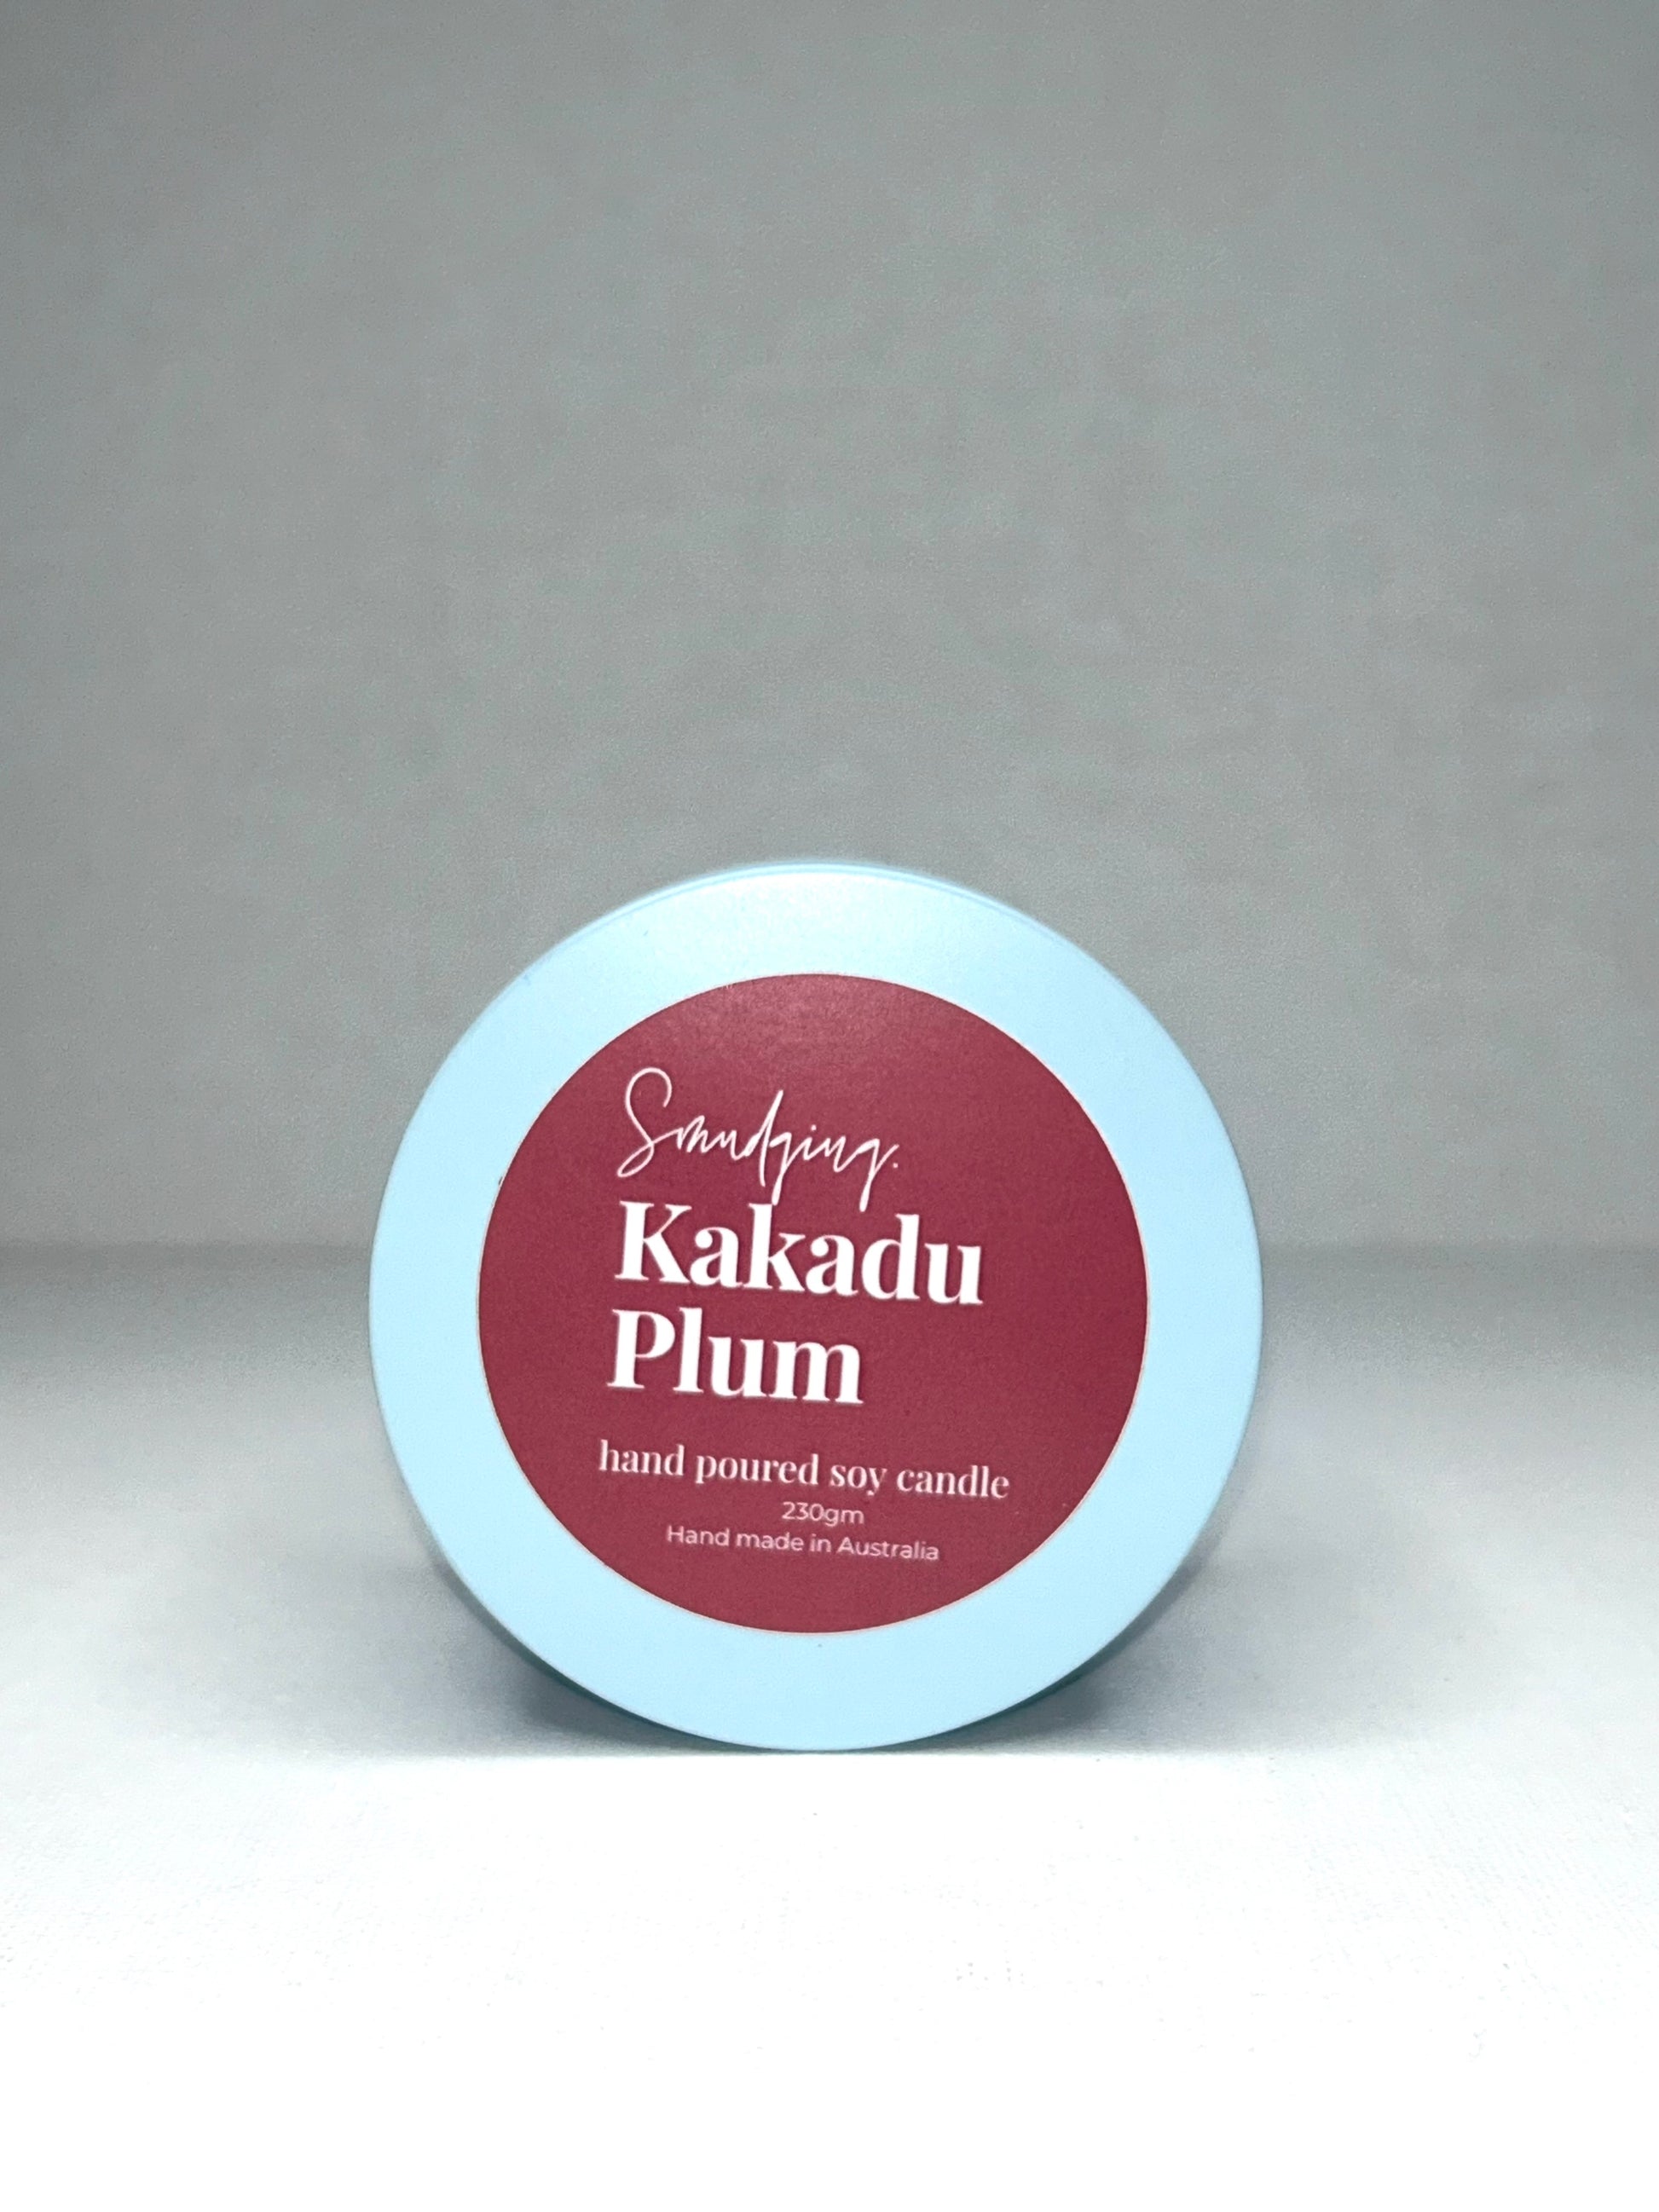 Smudging.
Kakadu
Plum
hand poured soy candle
230gm
Hand made in Australia